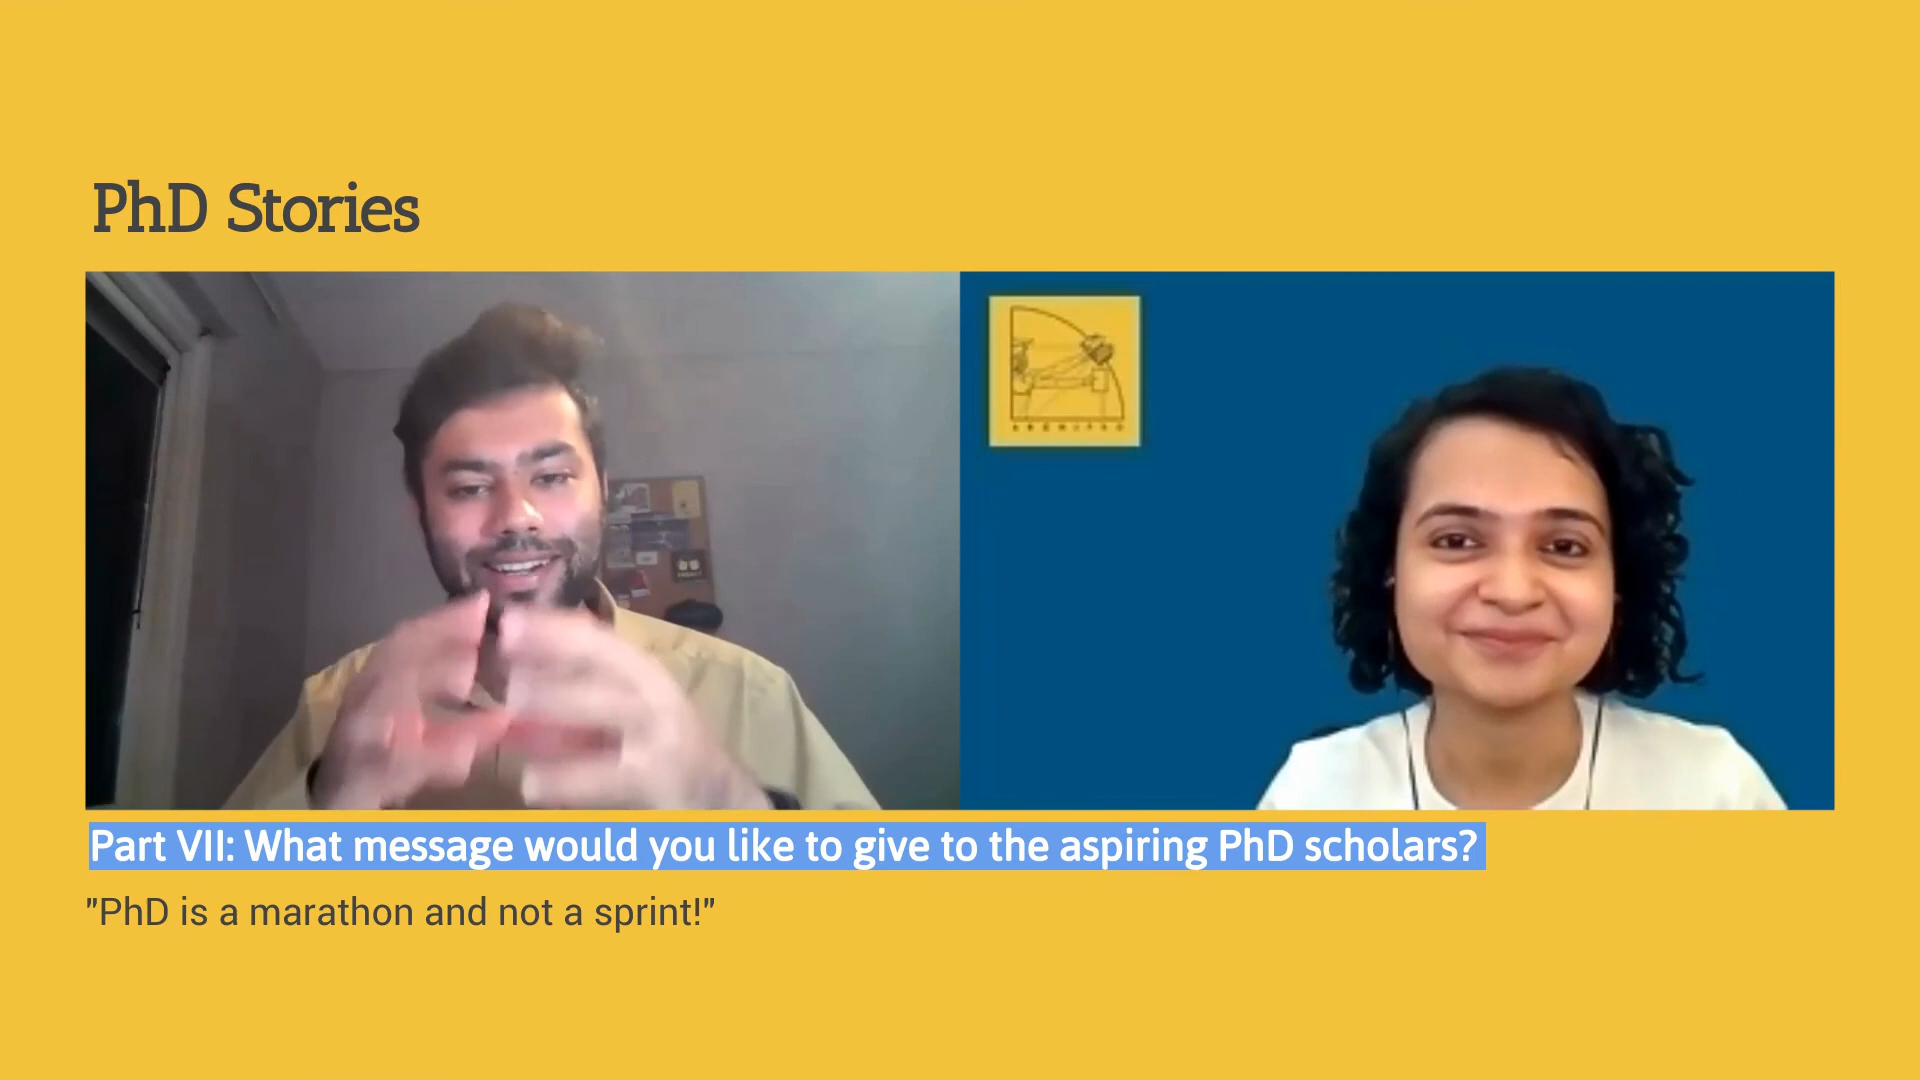 PhD Stories
Part VII: What message would you like to give to the aspiring PhD scholars?
"PhD is a marathon and not a sprint!"